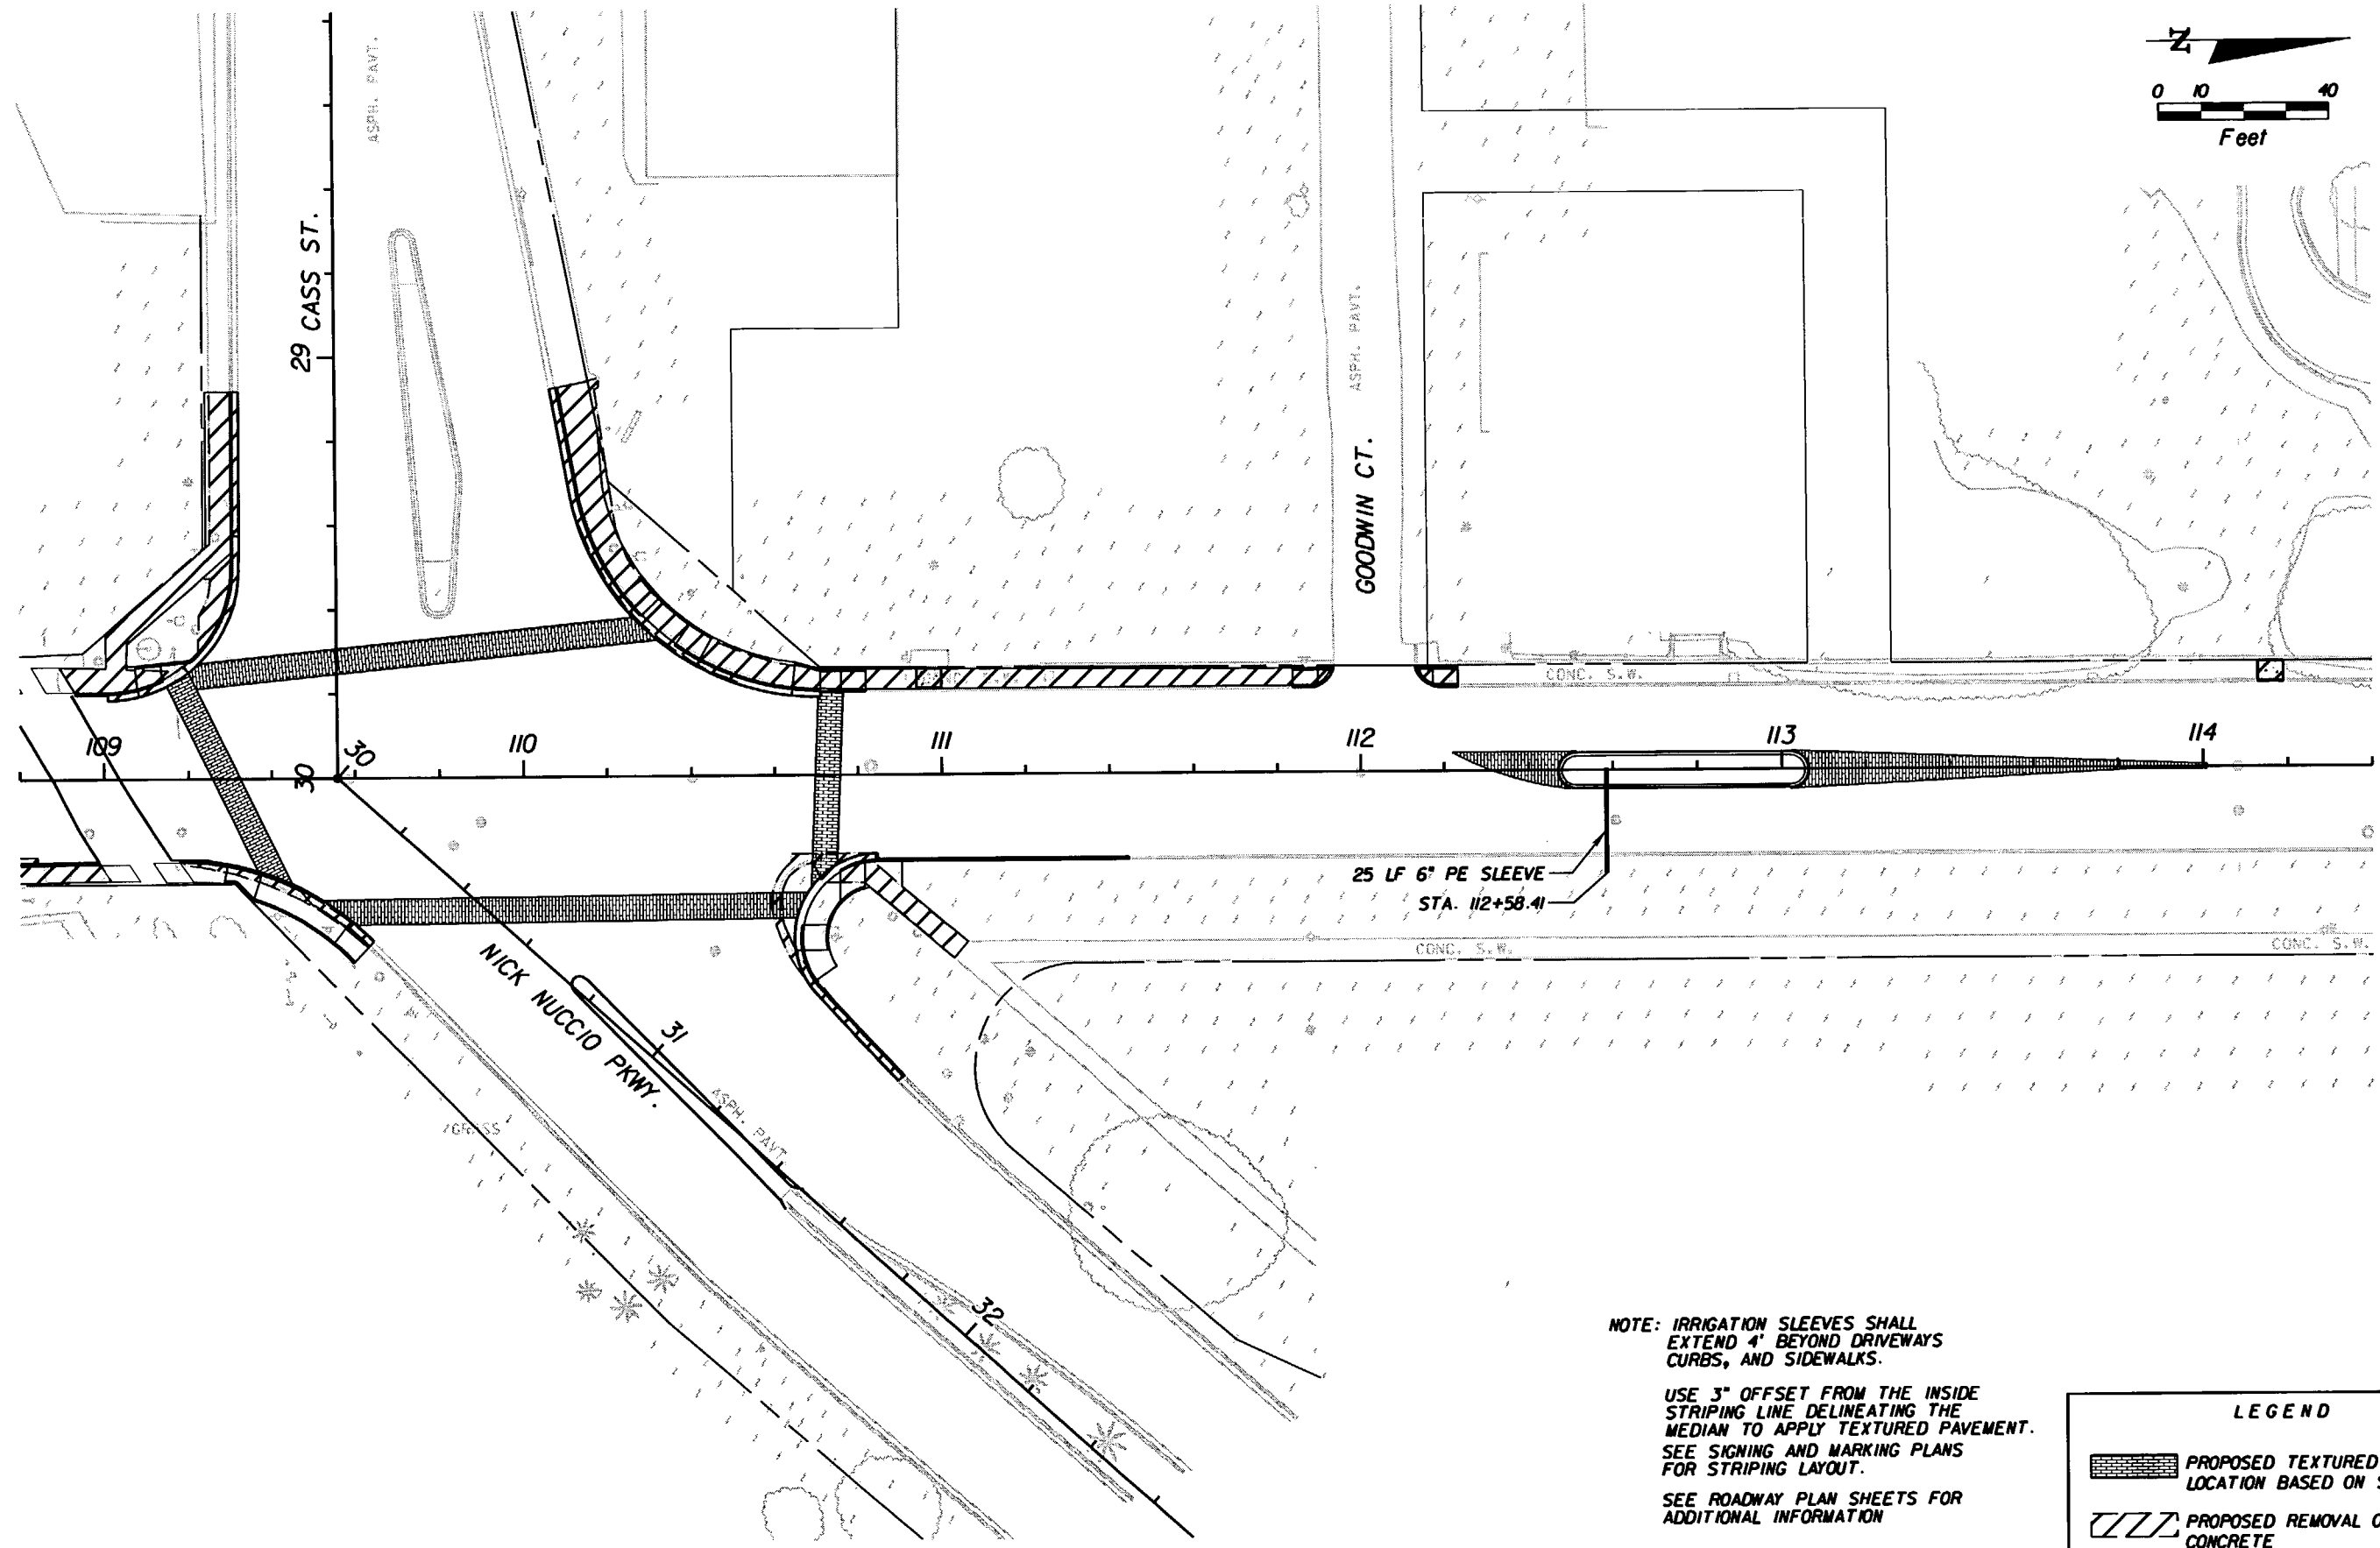 N
0 10 40
Feet
ASPH. PAVT.
29 CASS ST.
ASPH. PAVT.
GOODWIN CT.
CONC. S.W.
109
30
30
110
111
112
113
114
25 LF 6" PE SLEEVE
STA. 112+58.41
CONC. S.W.
CONC. S.W.
NICK NUCCIO PKWY.
31
ASPH. PAVT.
GRASS
32
NOTE: IRRIGATION SLEEVES SHALL
EXTEND 4' BEYOND DRIVEWAYS
CURBS, AND SIDEWALKS.
USE 3" OFFSET FROM THE INSIDE
STRIPING LINE DELINEATING THE
MEDIAN TO APPLY TEXTURED PAVEMENT.
SEE SIGNING AND MARKING PLANS
FOR STRIPING LAYOUT.
SEE ROADWAY PLAN SHEETS FOR
ADDITIONAL INFORMATION
LEGEND
PROPOSED TEXTURED
LOCATION BASED ON
PROPOSED REMOVAL
CONCRETE